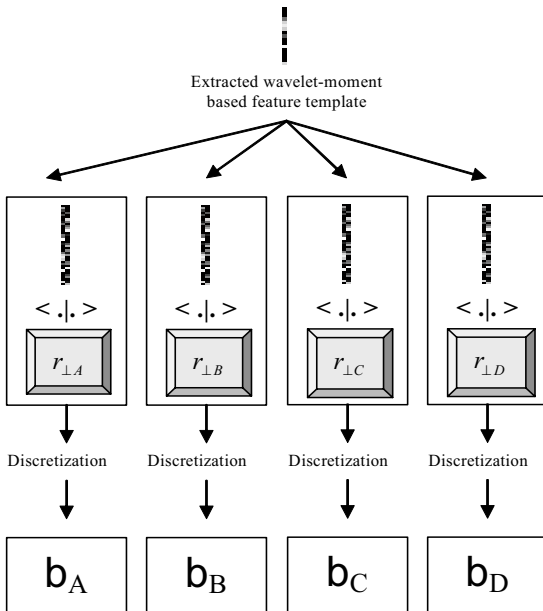 Extracted wavelet-moment
based feature template
< .|. > < .|. > < .|. > < .|. >
r⊥A r⊥B r⊥C r⊥D
Discretization Discretization Discretization Discretization
bA bB bC bD